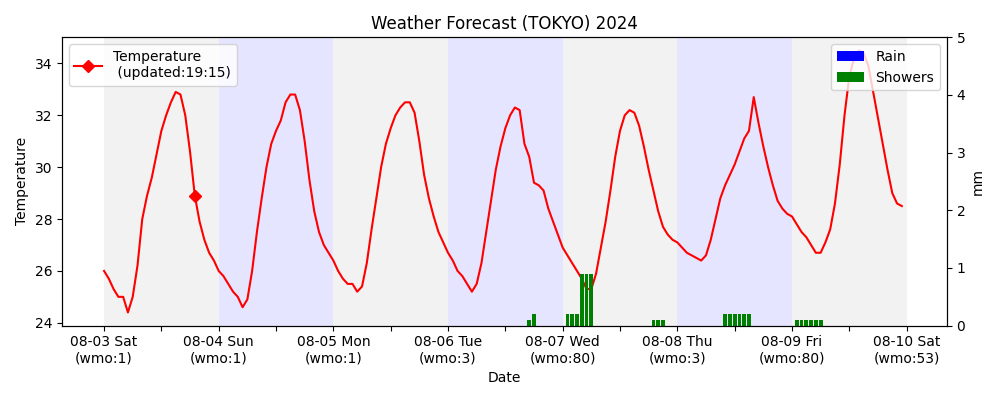 Weather Forecast (TOKYO) 2024
Temperature
(updated:19:15)
Rain
Showers
Temperature
34
32
30
28
26
24
5
4
3
2
1
0
mm
08-03 Sat
(wmo:1)
08-04 Sun
(wmo:1)
08-05 Mon
(wmo:1)
08-06 Tue
(wmo:3)
08-07 Wed
(wmo:80)
08-08 Thu
(wmo:3)
08-09 Fri
(wmo:80)
08-10 Sat
(wmo:53)
Date